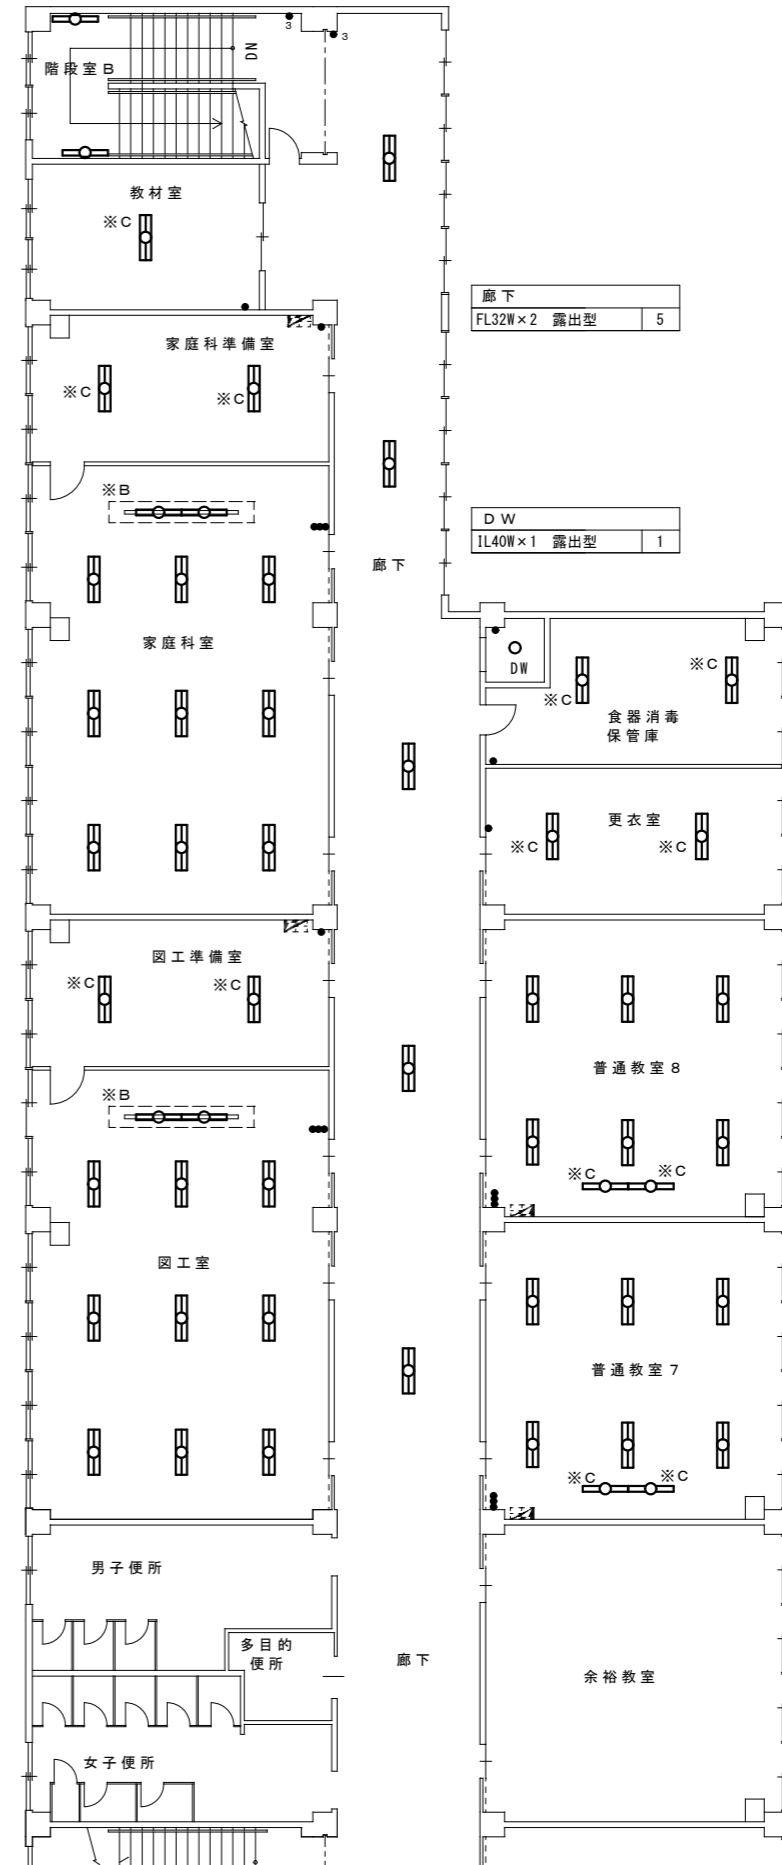 3
3
DN
階段室B
教材室
※C
廊下
FL32W×2 露出型 5
家庭科準備室
※C
※C
※B
DW
IL40W×1 露出型 1
廊下
家庭科室
DW
※C
※C
食器消毒
保管庫
更衣室
※C
※C
図工準備室
※C
※C
普通教室8
※B
※C
※C
図工室
普通教室7
※C
※C
男子便所
多目的
便所
廊下
余裕教室
女子便所